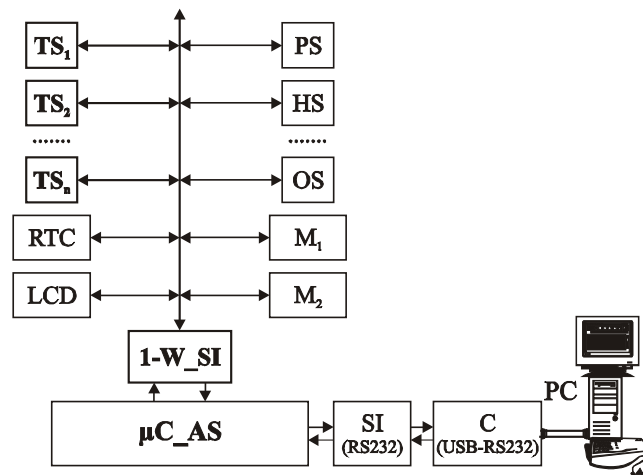 TS₁ PS
TS₂ HS
........ ........
TSₙ OS
RTC M₁
LCD M₂
1-W_SI
PC
µC_AS SI C
(RS232) (USB-RS232)